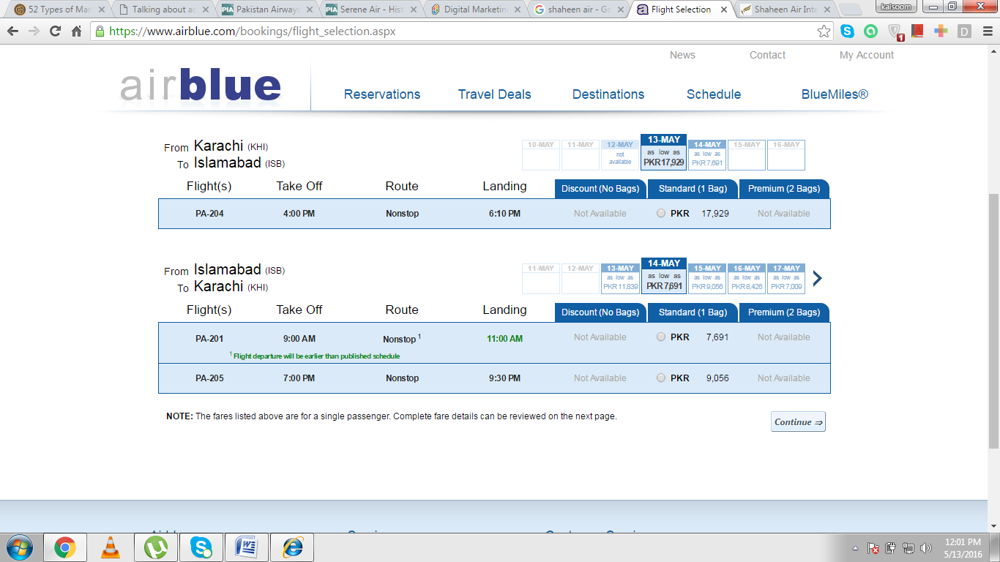 52 Types of Mar
Talking about ac
Pakistan Airways
Serene Air - Hist
Digital Marketin
shaheen air - Go
Flight Selection
Shaheen Air Inte
kalsoom
https://www.airblue.com/bookings/flight_selection.aspx
News Contact My Account
airblue
Reservations Travel Deals Destinations Schedule BlueMiles®
From Karachi (KHI)
To Islamabad (ISB)
10-MAY 11-MAY 12-MAY 13-MAY 14-MAY 15-MAY 16-MAY
not available
as low as PKR 17,929
as low as PKR 7,691
Flight(s) Take Off Route Landing Discount (No Bags) Standard (1 Bag) Premium (2 Bags)
PA-204 4:00 PM Nonstop 6:10 PM Not Available PKR 17,929 Not Available
From Islamabad (ISB)
To Karachi (KHI)
11-MAY 12-MAY 13-MAY 14-MAY 15-MAY 16-MAY 17-MAY
as low as PKR 11,839
as low as PKR 7,691
as low as PKR 9,056
as low as PKR 8,426
as low as PKR 7,009
Flight(s) Take Off Route Landing Discount (No Bags) Standard (1 Bag) Premium (2 Bags)
PA-201 9:00 AM Nonstop 1 11:00 AM Not Available PKR 7,691 Not Available
1 Flight departure will be earlier than published schedule
PA-205 7:00 PM Nonstop 9:30 PM Not Available PKR 9,056 Not Available
NOTE: The fares listed above are for a single passenger. Complete fare details can be reviewed on the next page.
Continue ⇒
12:01 PM
5/13/2016